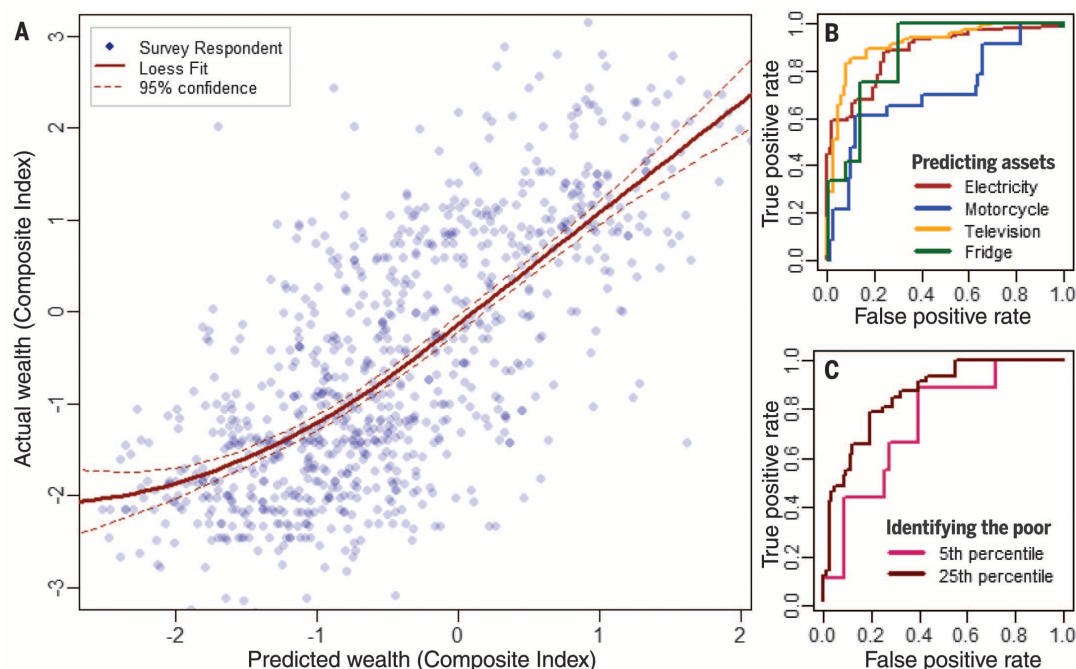 A
Survey Respondent
Loess Fit
95% confidence
3
2
1
0
-1
-2
-3
Actual wealth (Composite Index)
-2
-1
0
1
2
Predicted wealth (Composite Index)
B
1.0
0.8
0.6
0.4
0.2
0.0
True positive rate
Predicting assets
Electricity
Motorcycle
Television
Fridge
0.0
0.2
0.4
0.6
0.8
1.0
False positive rate
C
1.0
0.8
0.6
0.4
0.2
0.0
True positive rate
Identifying the poor
5th percentile
25th percentile
0.0
0.2
0.4
0.6
0.8
1.0
False positive rate